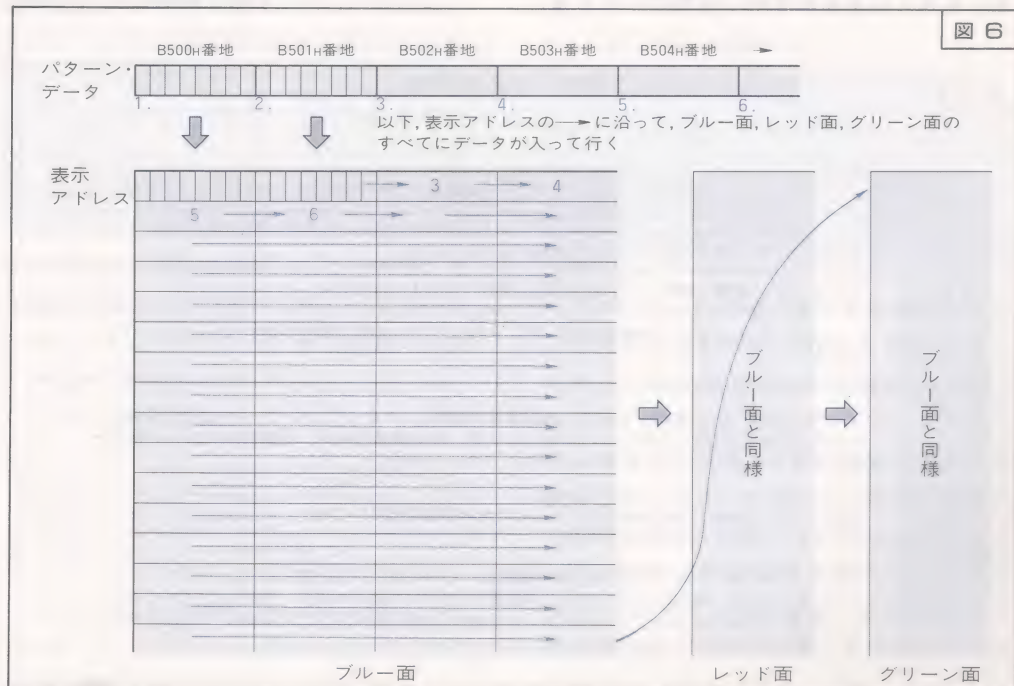 図 6
B500H番地 B501H番地 B502H番地 B503H番地 B504H番地
パターン・
データ
1. 2. 3. 4. 5. 6.
以下,表示アドレスの→に沿って,ブルー面,レッド面,グリーン面の
すべてにデータが入って行く
表示
アドレス
3 4
5 6
ブルー面と同様
ブルー面と同様
ブルー面 レッド面 グリーン面